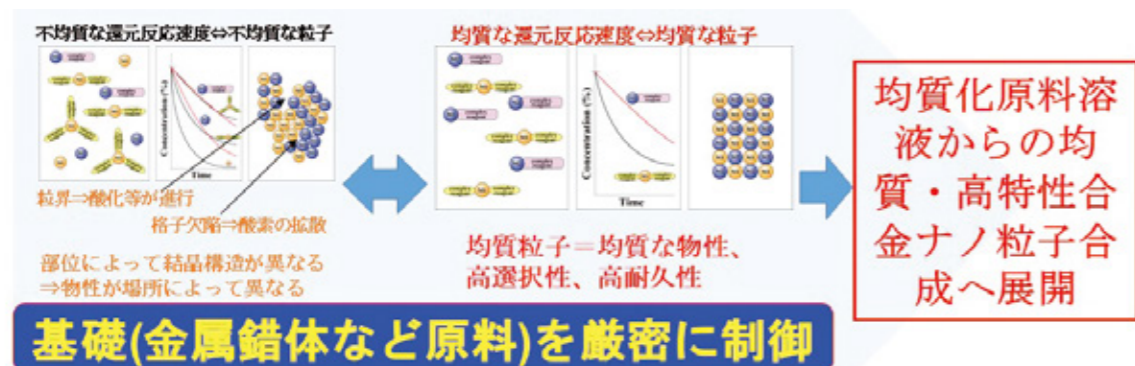 不均質な還元反応速度⇔不均質な粒子
Concentration (%)
Time
粒界⇒酸化等が進行
格子欠陥⇒酸素の拡散
部位によって結晶構造が異なる
⇒物性が場所によって異なる
均質な還元反応速度⇔均質な粒子
Concentration (%)
Time
均質粒子＝均質な物性、
高選択性、高耐久性
均質化原料溶
液からの均
質・高特性合
金ナノ粒子合
成へ展開
基礎(金属錯体など原料)を厳密に制御